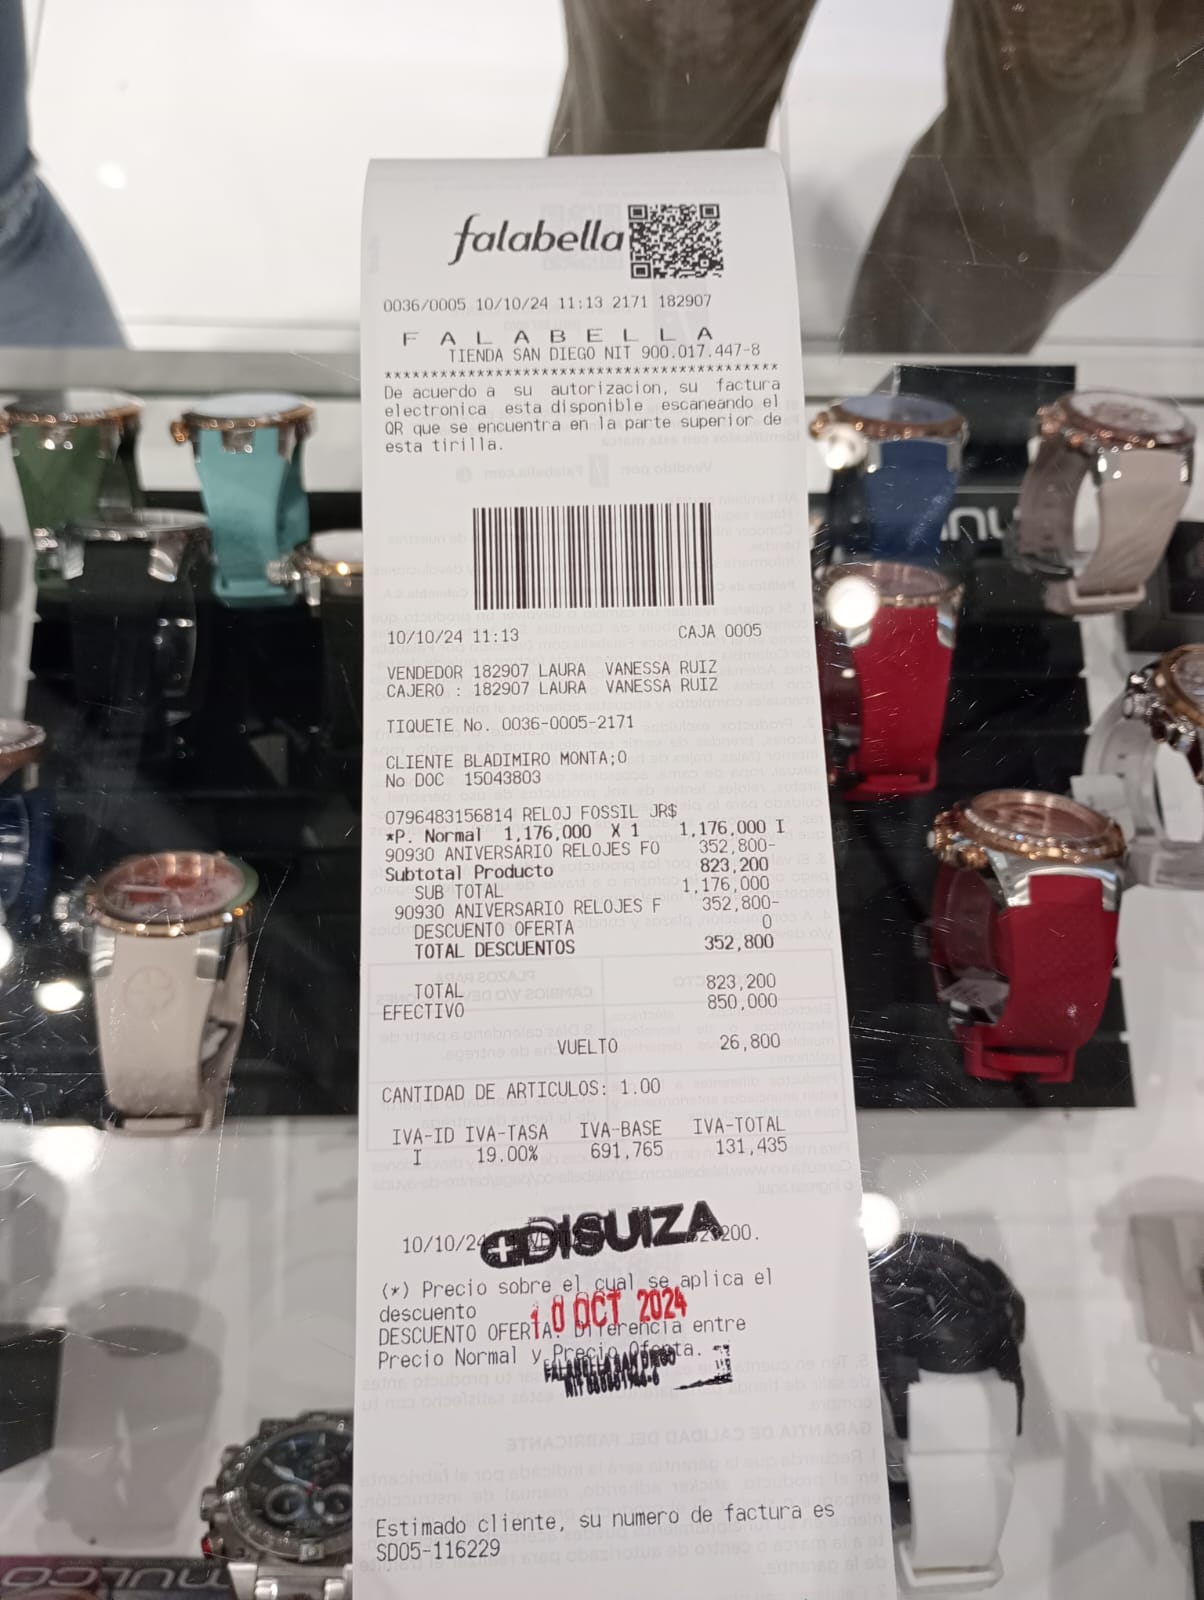 falabella
0036/0005 10/10/24 11:13 2171 182907
F A L A B E L L A
TIENDA SAN DIEGO NIT 900.017.447-8
******************************************
De acuerdo a su autorizacion, su factura
electronica esta disponible escaneando el
QR que se encuentra en la parte superior de
esta tirilla.
10/10/24 11:13 CAJA 0005
VENDEDOR 182907 LAURA VANESSA RUIZ
CAJERO : 182907 LAURA VANESSA RUIZ
TIQUETE No. 0036-0005-2171
CLIENTE BLADIMIRO MONTA;O
No DOC 15043803
0796483156814 RELOJ FOSSIL JR$
*P. Normal 1,176,000 X 1 1,176,000 I
90930 ANIVERSARIO RELOJES FO 352,800-
Subtotal Producto 823,200
SUB TOTAL 1,176,000
90930 ANIVERSARIO RELOJES F 352,800-
DESCUENTO OFERTA 0
TOTAL DESCUENTOS 352,800
TOTAL 823,200
EFECTIVO 850,000
VUELTO 26,800
CANTIDAD DE ARTICULOS: 1.00
IVA-ID IVA-TASA IVA-BASE IVA-TOTAL
I 19.00% 691,765 131,435
DISUIZA
10/10/24
(*) Precio sobre el cual se aplica el
descuento
10 OCT 2024
DESCUENTO OFERTA: Diferencia entre
Precio Normal y Precio Oferta.
FALABELLA SAN DIEGO
Estimado cliente, su numero de factura es
SD05-116229
MULCO